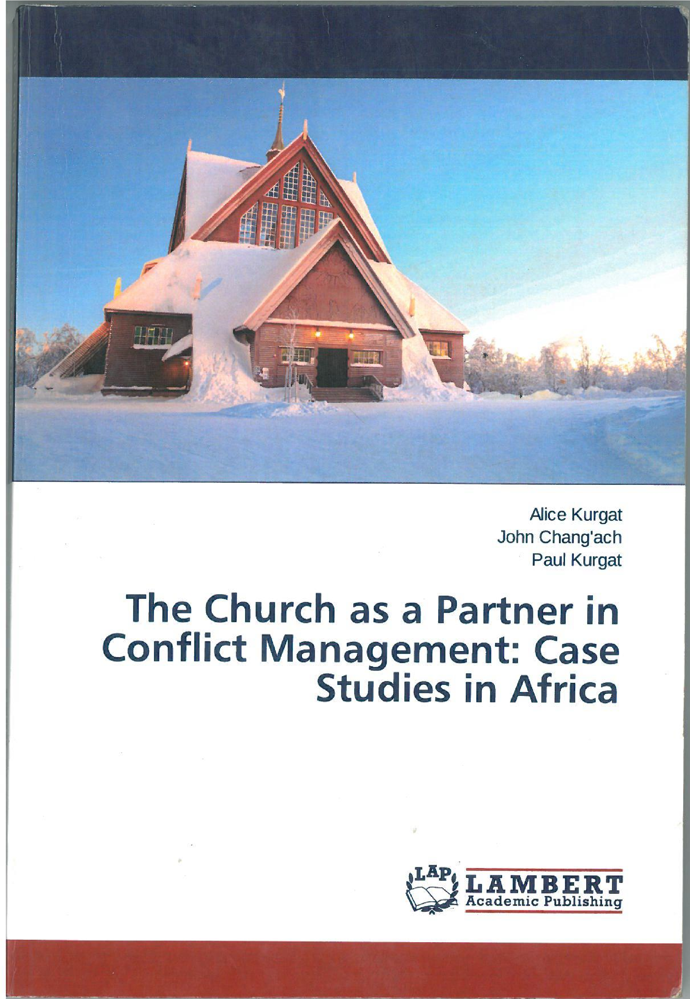 Alice Kurgat
John Chang'ach
Paul Kurgat
The Church as a Partner in
Conflict Management: Case
Studies in Africa
LAP
LAMBERT
Academic Publishing